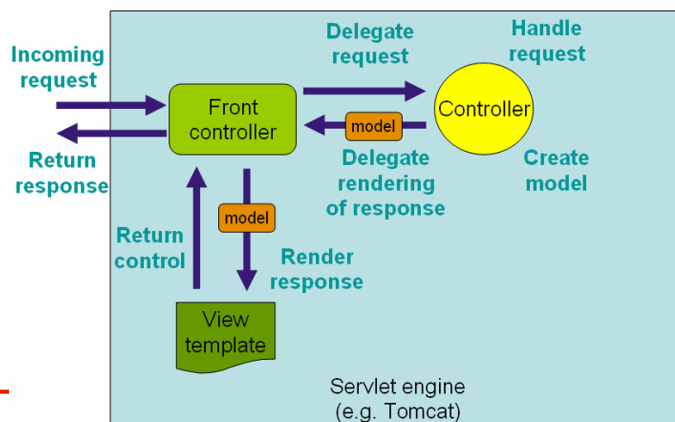 Incoming
request
Return
response
Front
controller
Delegate
request
Handle
request
Controller
model
Delegate
rendering
of response
Create
model
model
Return
control
Render
response
View
template
Servlet engine
(e.g. Tomcat)